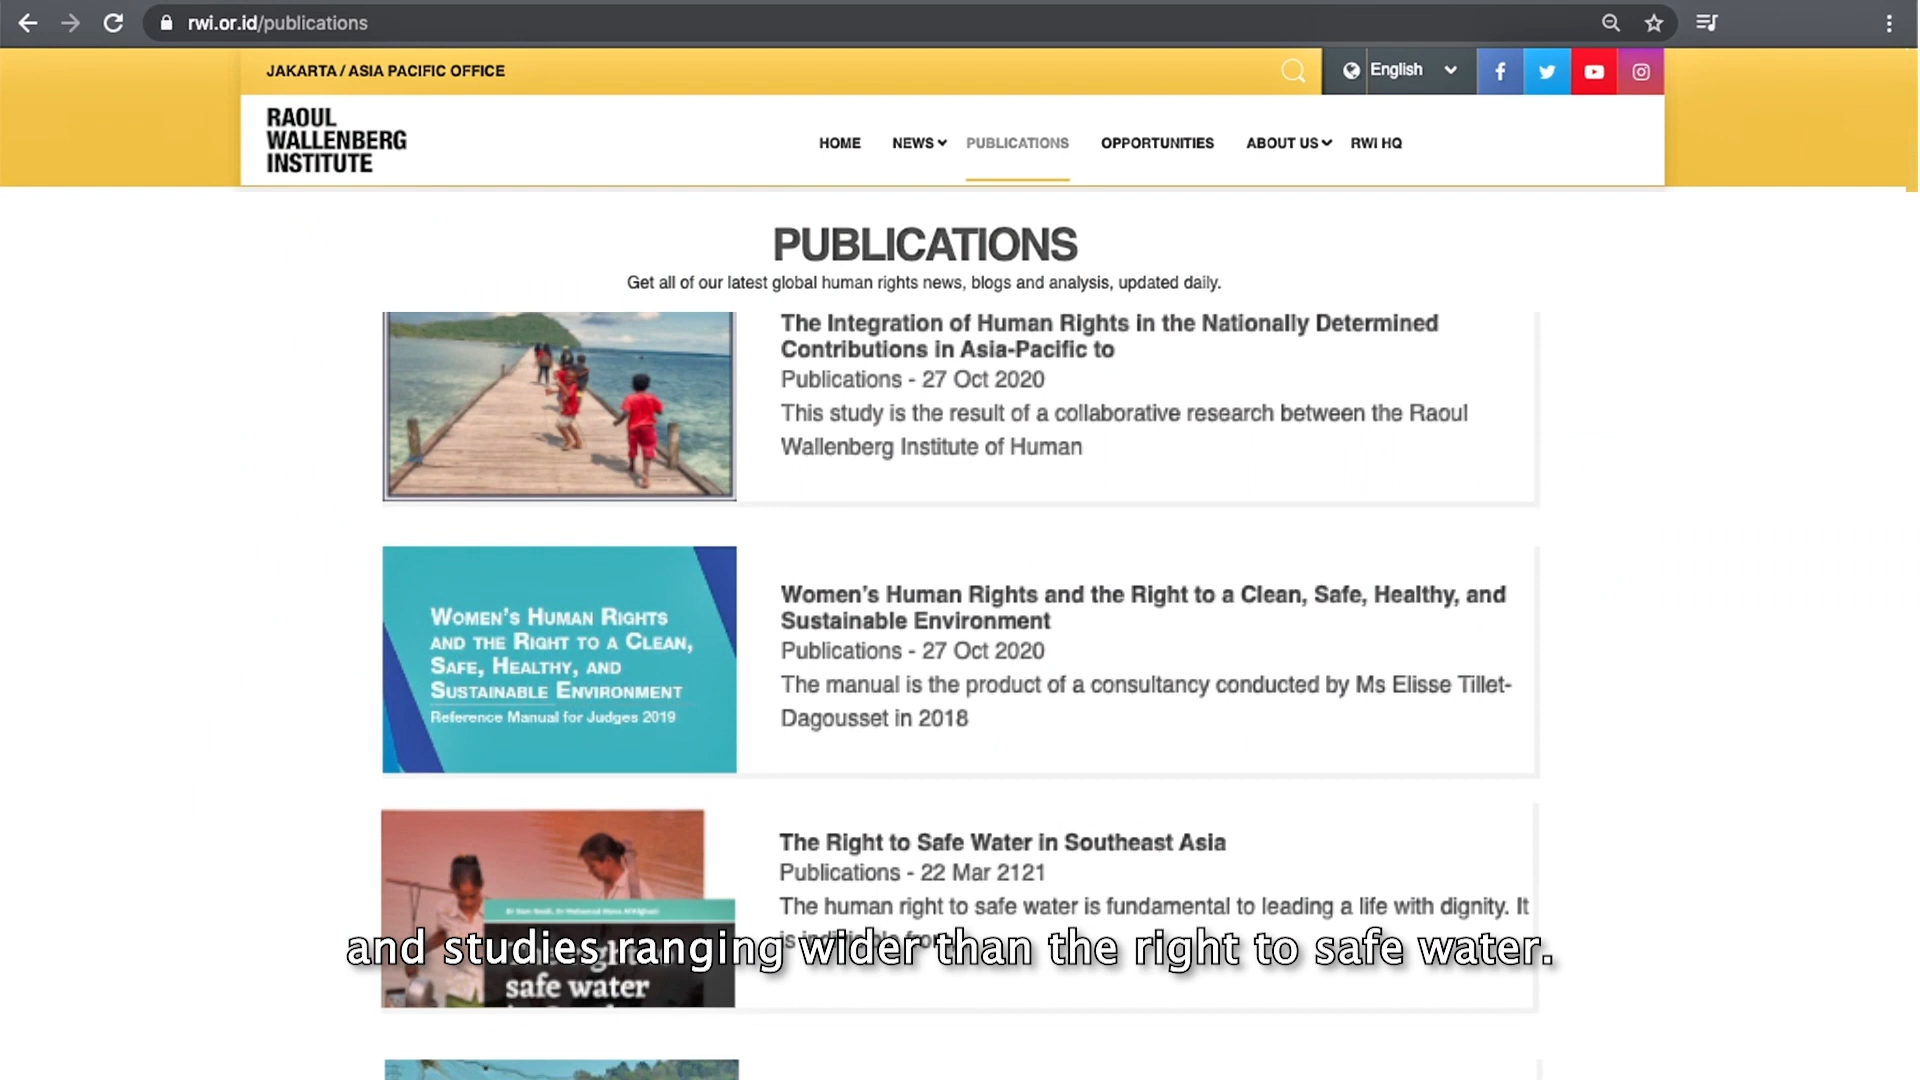 rwi.or.id/publications
JAKARTA / ASIA PACIFIC OFFICE
English
RAOUL
WALLENBERG
INSTITUTE
HOME NEWS PUBLICATIONS OPPORTUNITIES ABOUT US RWI HQ
PUBLICATIONS
Get all of our latest global human rights news, blogs and analysis, updated daily.
The Integration of Human Rights in the Nationally Determined
Contributions in Asia-Pacific to
Publications - 27 Oct 2020
This study is the result of a collaborative research between the Raoul
Wallenberg Institute of Human
WOMEN'S HUMAN RIGHTS
AND THE RIGHT TO A CLEAN,
SAFE, HEALTHY, AND
SUSTAINABLE ENVIRONMENT
Reference Manual for Judges 2019
Women's Human Rights and the Right to a Clean, Safe, Healthy, and
Sustainable Environment
Publications - 27 Oct 2020
The manual is the product of a consultancy conducted by Ms Elisse Tillet-
Dagousset in 2018
safe water
The Right to Safe Water in Southeast Asia
Publications - 22 Mar 2121
The human right to safe water is fundamental to leading a life with dignity. It
is
and studies ranging wider than the right to safe water.